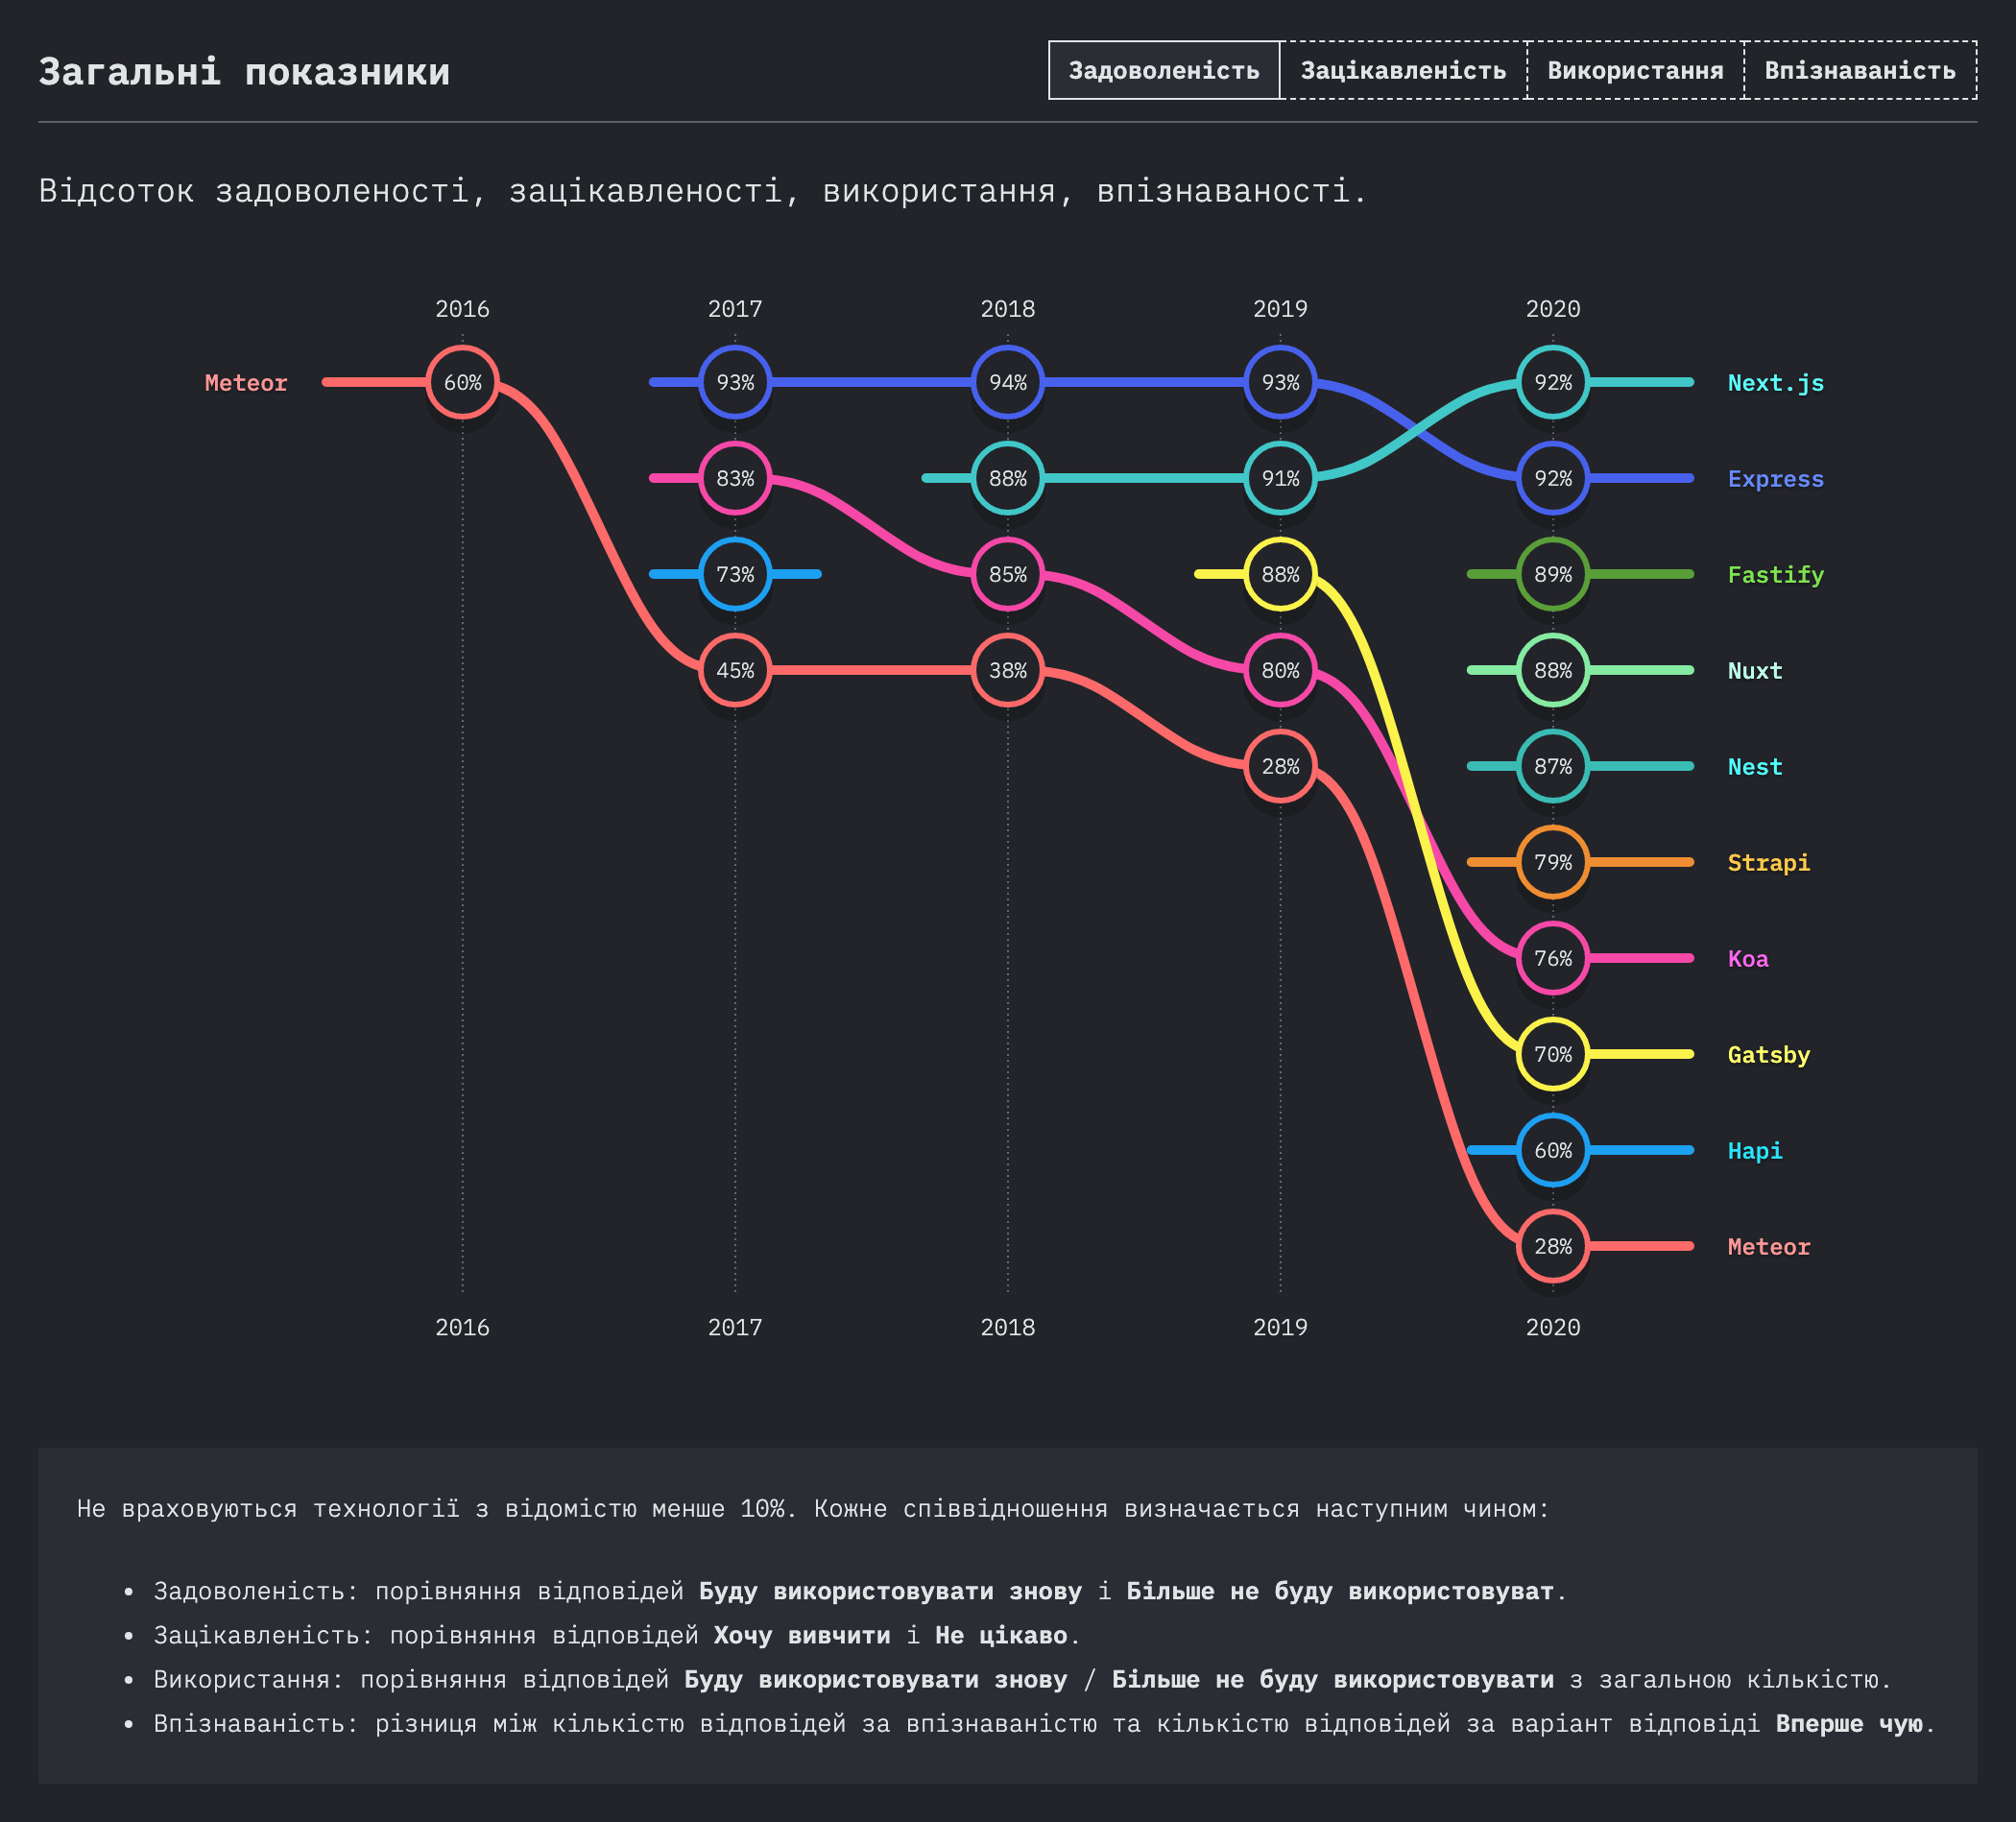 Загальні показники
Задоволеність Зацікавленість Використання Впізнаваність
Відсоток задоволеності, зацікавленості, використання, впізнаваності.
2016 2017 2018 2019 2020
Meteor 60% 93% 94% 93% 92% Next.js
83% 88% 91% 92% Express
73% 85% 88% 89% Fastify
45% 38% 80% 88% Nuxt
28% 87% Nest
79% Strapi
76% Koa
70% Gatsby
60% Hapi
28% Meteor
2016 2017 2018 2019 2020
Не враховуються технології з відомістю менше 10%. Кожне співвідношення визначається наступним чином:
• Задоволеність: порівняння відповідей Буду використовувати знову і Більше не буду використовуват.
• Зацікавленість: порівняння відповідей Хочу вивчити і Не цікаво.
• Використання: порівняння відповідей Буду використовувати знову / Більше не буду використовувати з загальною кількістю.
• Впізнаваність: різниця між кількістю відповідей за впізнаваністю та кількістю відповідей за варіант відповіді Вперше чую.